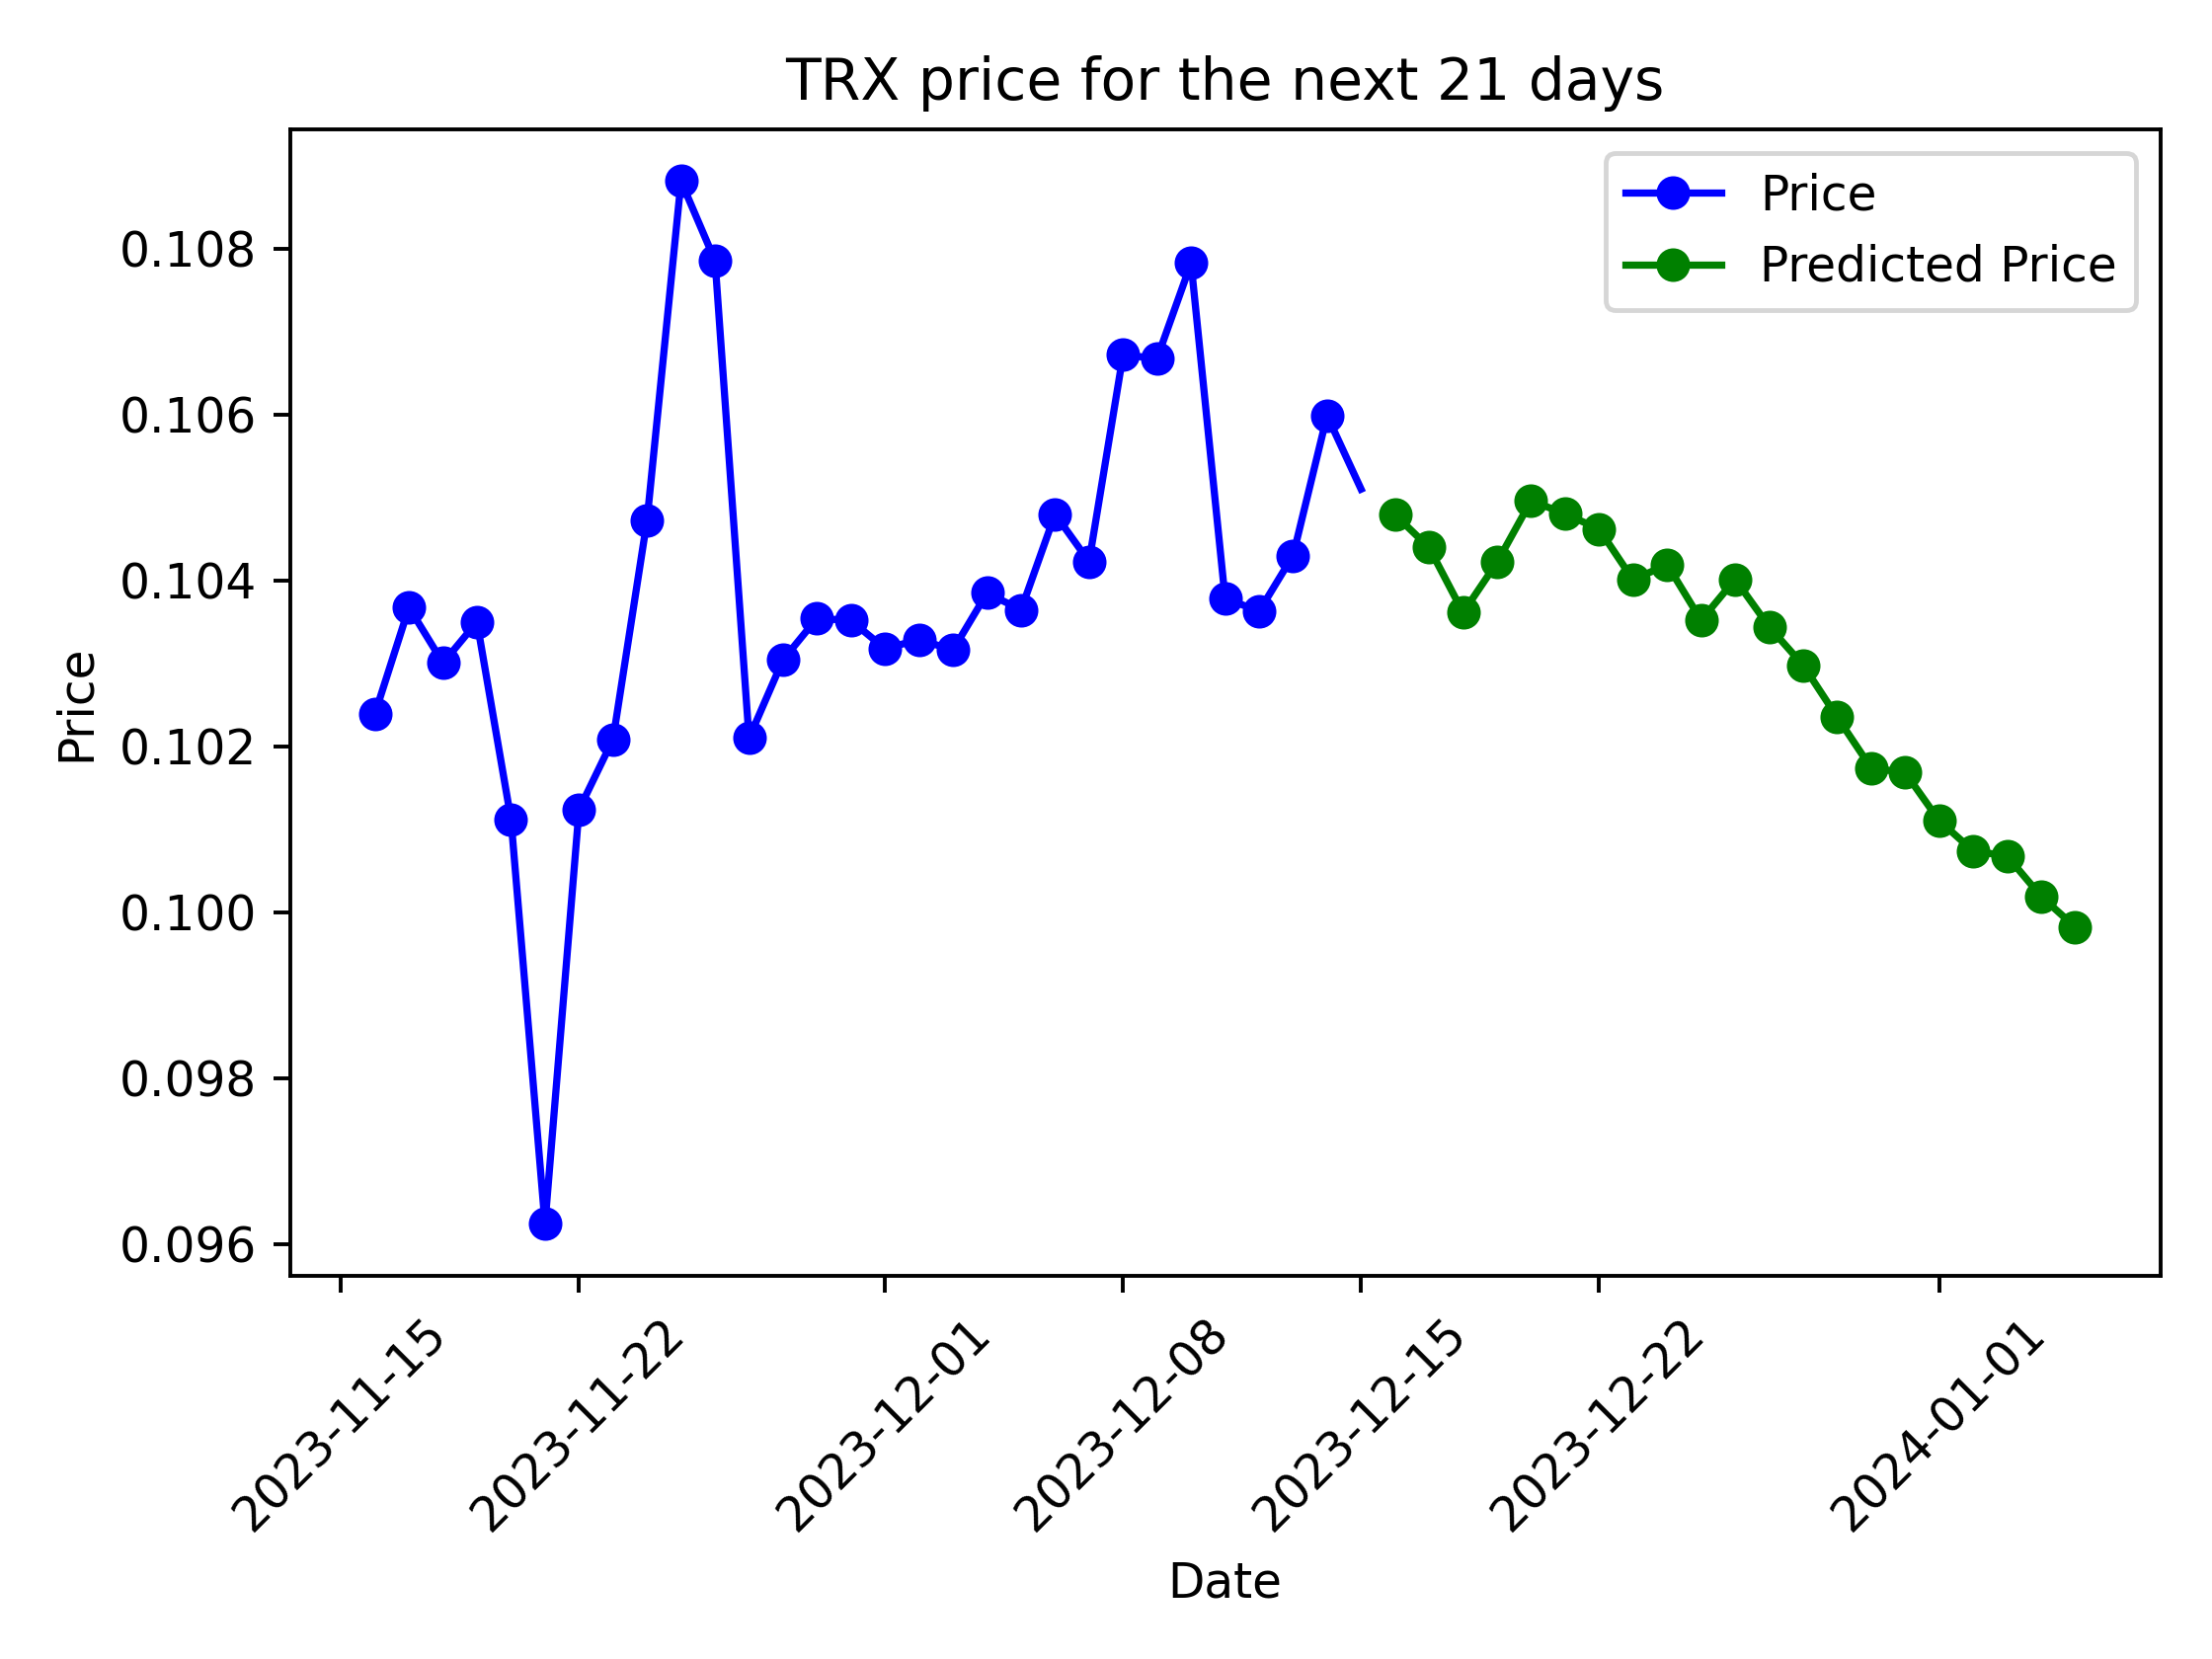 TRX price for the next 21 days
Price
Predicted Price
0.108
0.106
0.104
0.102
0.100
0.098
0.096
Price
2023-11-15
2023-11-22
2023-12-01
2023-12-08
2023-12-15
2023-12-22
2024-01-01
Date